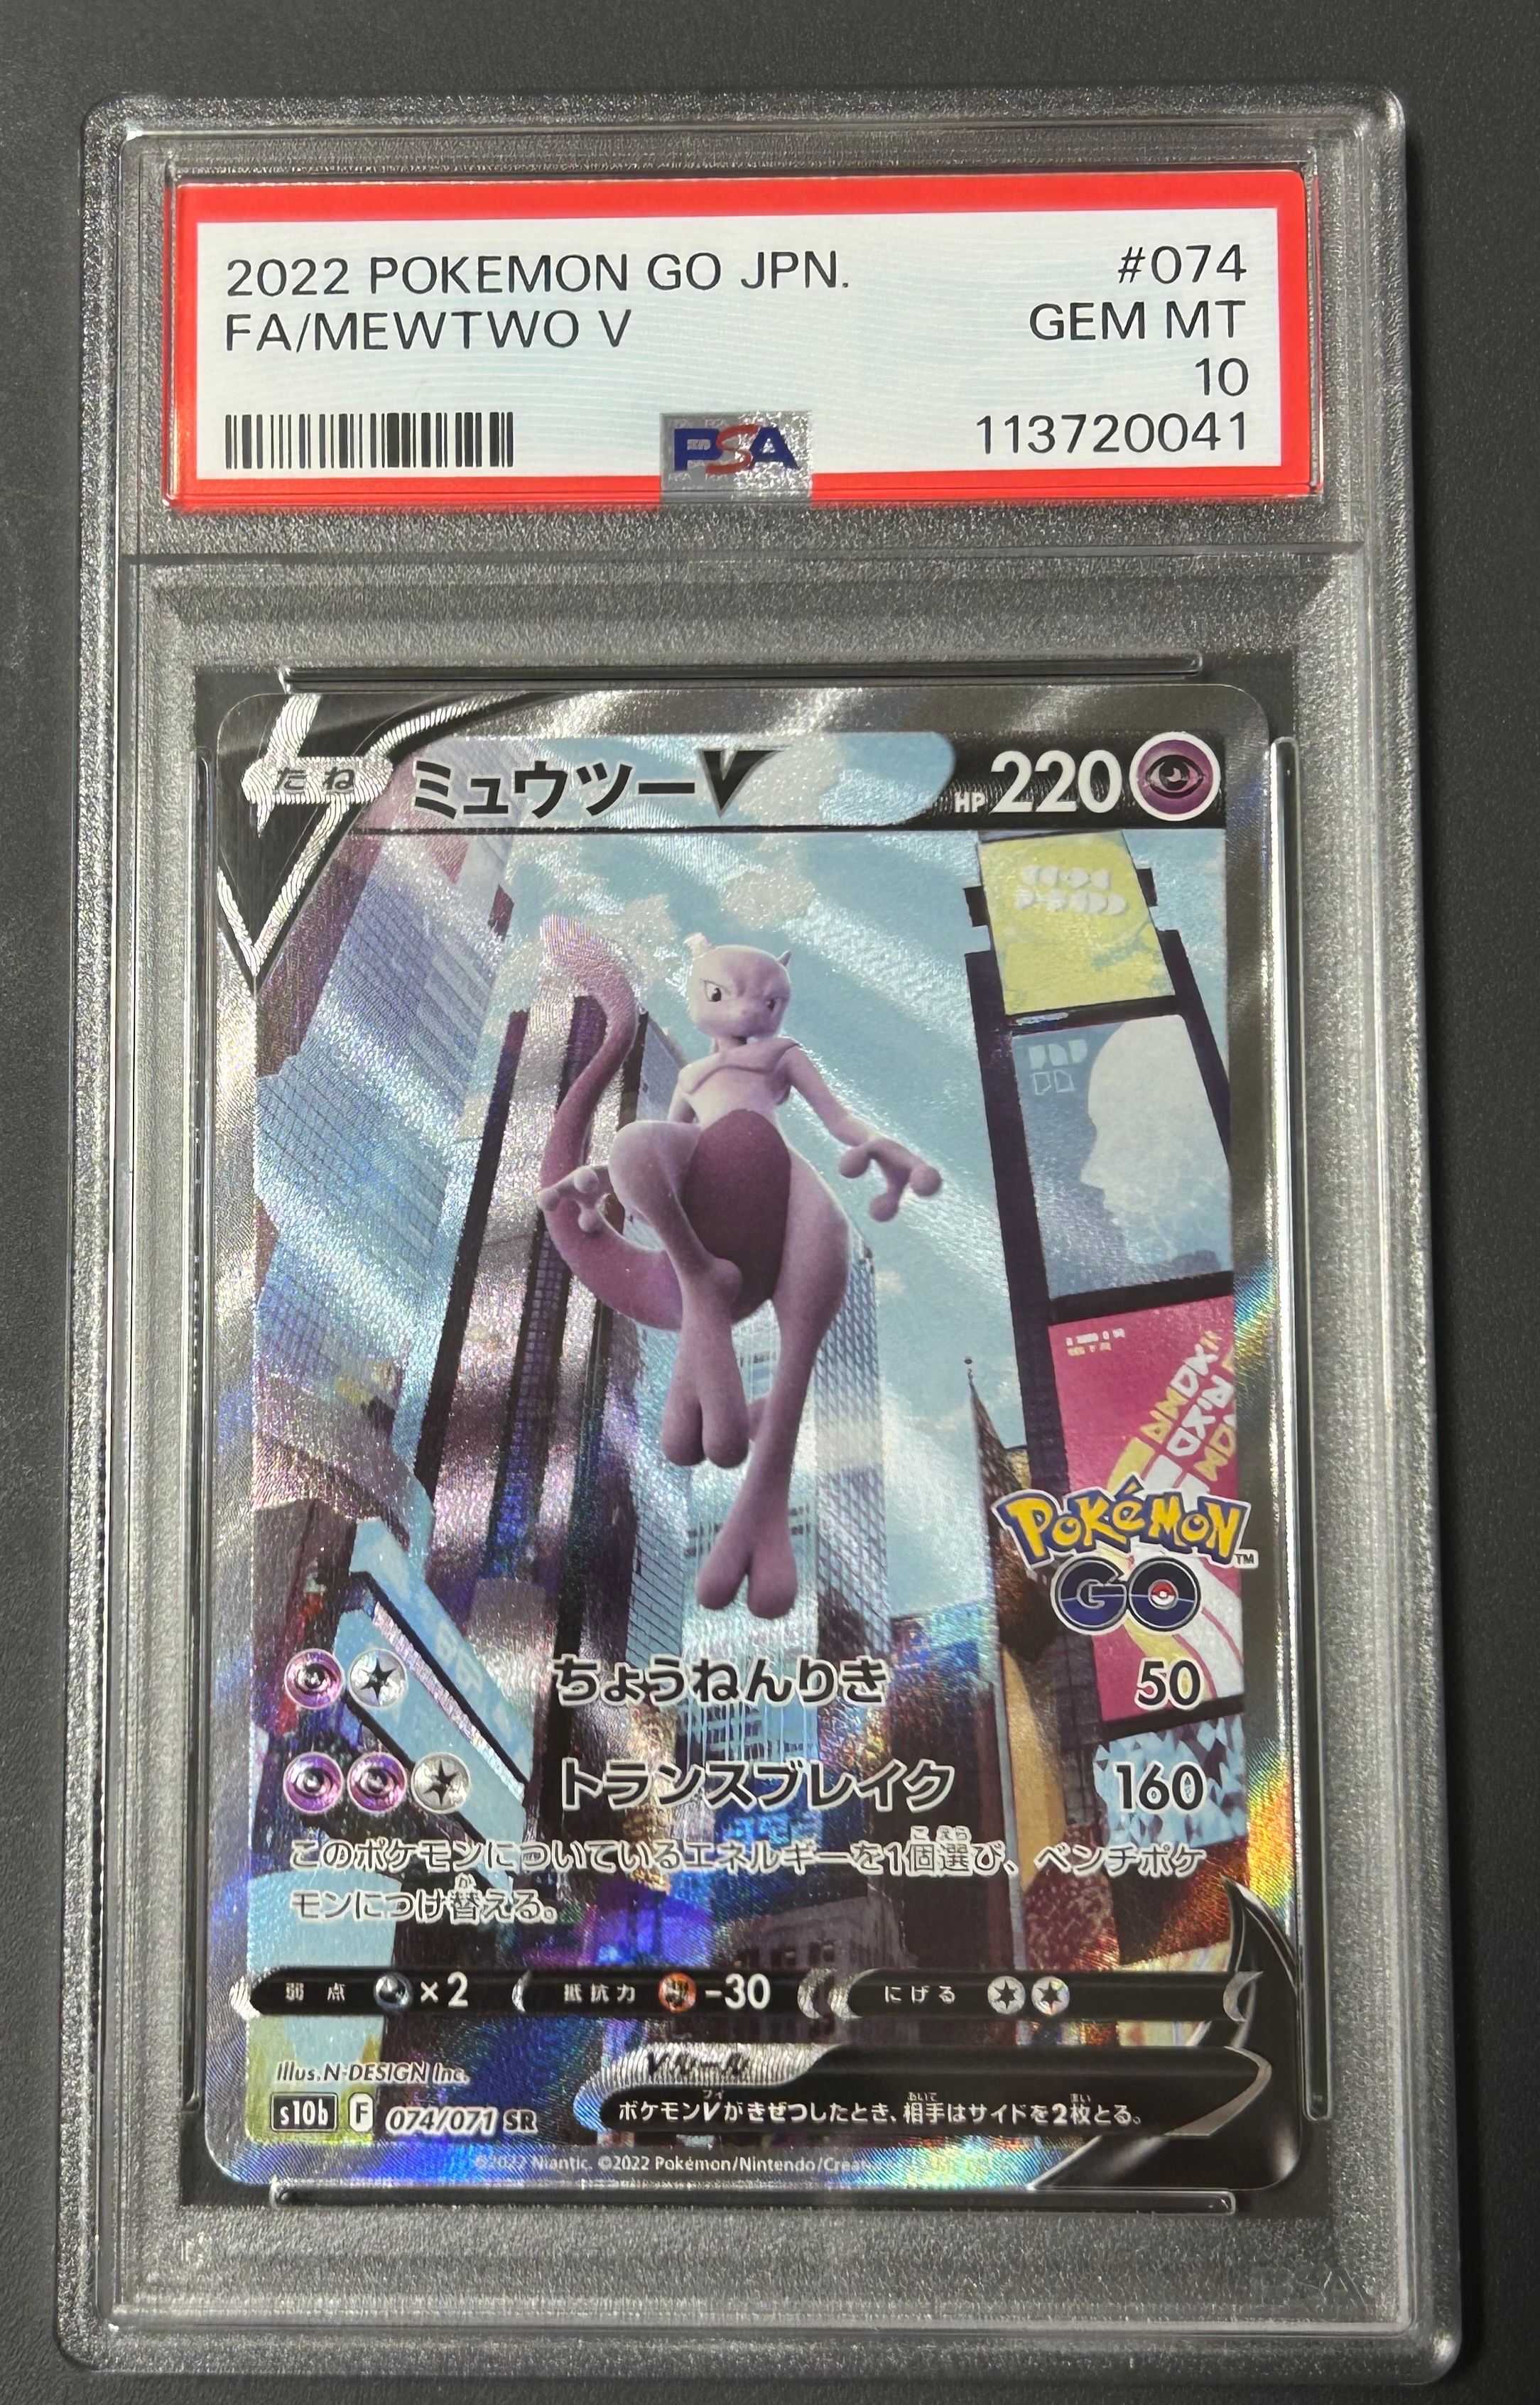 2022 POKEMON GO JPN. #074
FA/MEWTWO V GEM MT
10
PSA 113720041
たね ミュウツーV HP 220
Pokémon GO™
ちょうねんりき 50
トランスブレイク 160
このポケモンについているエネルギーを1個選び、ベンチポケ
モンにつけ替える。
弱点 ×2 抵抗力 -30 にげる
Illus. N-DESIGN Inc.
Vルール
s10b F 074/071 SR
ポケモンVがきぜつしたとき、相手はサイドを2枚とる。
©2022 Niantic. ©2022 Pokémon/Nintendo/
PSA